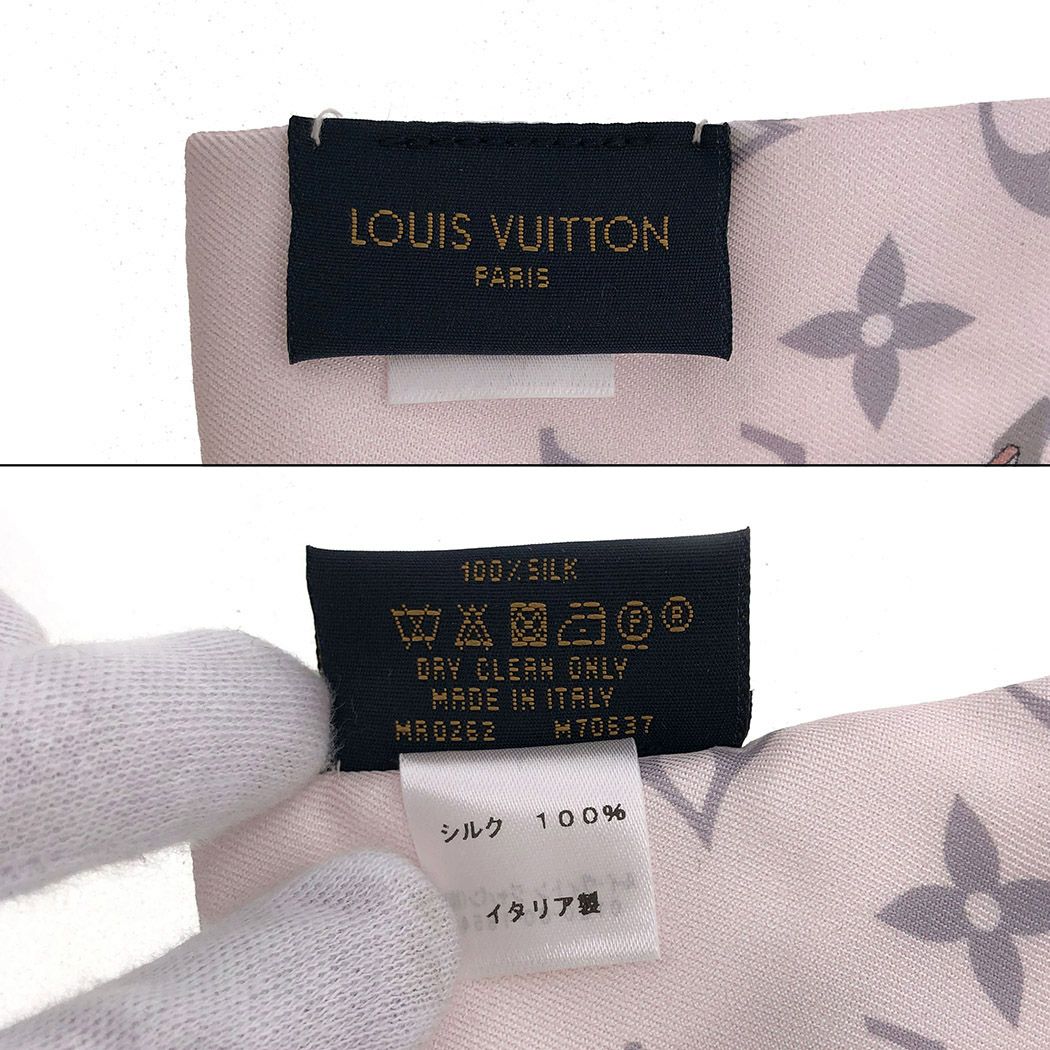 LOUIS VUITTON
PARIS
100% SILK
DRY CLEAN ONLY
MADE IN ITALY
MR0262 M70637
シルク 100%
イタリア製